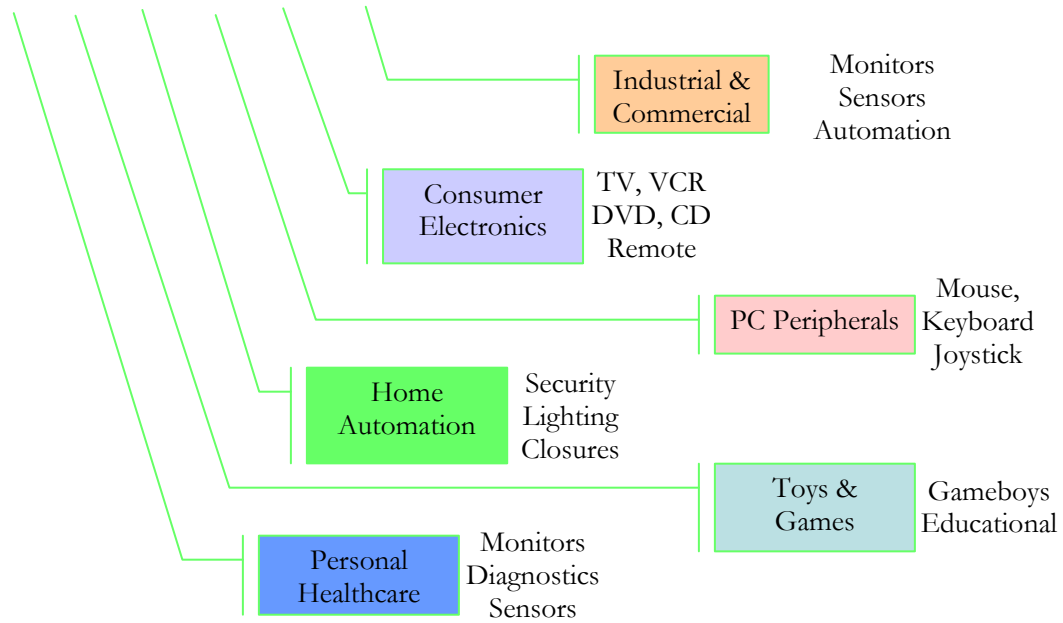 Industrial &
Commercial
Monitors
Sensors
Automation
Consumer
Electronics
TV, VCR
DVD, CD
Remote
PC Peripherals
Mouse,
Keyboard
Joystick
Home
Automation
Security
Lighting
Closures
Toys &
Games
Gameboys
Educational
Personal
Healthcare
Monitors
Diagnostics
Sensors